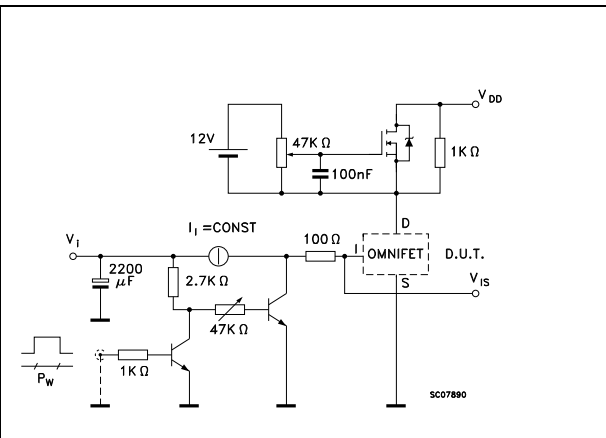 V DD
12V
47K Ω
1K Ω
100nF
D
I I =CONST
V i
100 Ω
I
OMNIFET
D.U.T.
2200
μF
2.7K Ω
S
V IS
47K Ω
1K Ω
P W
SC07890